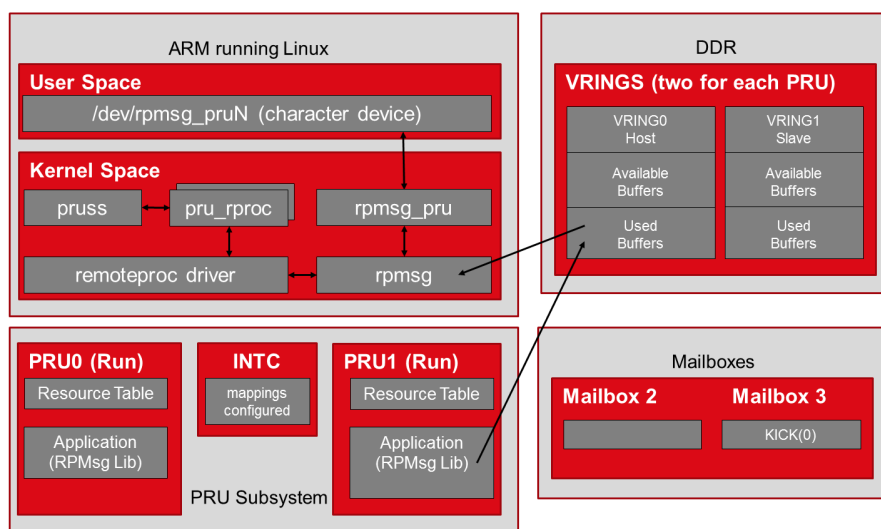 ARM running Linux
User Space
/dev/rpmsg_pruN (character device)
Kernel Space
pruss
pru_rproc
rpmsg_pru
remoteproc driver
rpmsg
DDR
VRINGS (two for each PRU)
VRING0
Host
Available
Buffers
Used
Buffers
VRING1
Slave
Available
Buffers
Used
Buffers
PRU0 (Run)
Resource Table
Application
(RPMsg Lib)
INTC
mappings
configured
PRU1 (Run)
Resource Table
Application
(RPMsg Lib)
PRU Subsystem
Mailboxes
Mailbox 2
Mailbox 3
KICK(0)